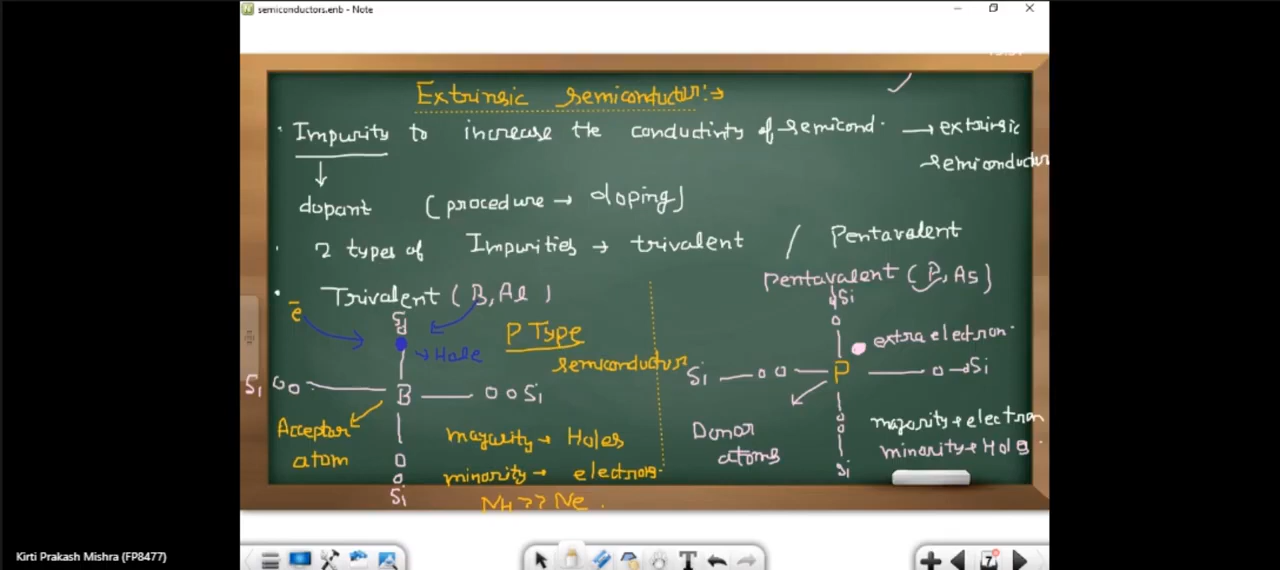 semiconductors.enb - Note
Extrinsic semiconductor :→
· Impurity to increase the conductivity of semicond. → extrinsic
semiconductor
↓
dopant (procedure → doping)
· 2 types of Impurities → trivalent / Pentavalent
· Trivalent (B, Al)
Pentavalent (P, As)
e̅
Si
→ Hole
P Type
semiconductors
Si
extra electron.
Si B Si
Si P Si
Acceptor
atom
majority → Holes
minority → electrons.
NH >> Ne.
Si
Donor
atoms
majority → electron
minority → Holes.
Si
Kirti Prakash Mishra (FP8477)
T
7